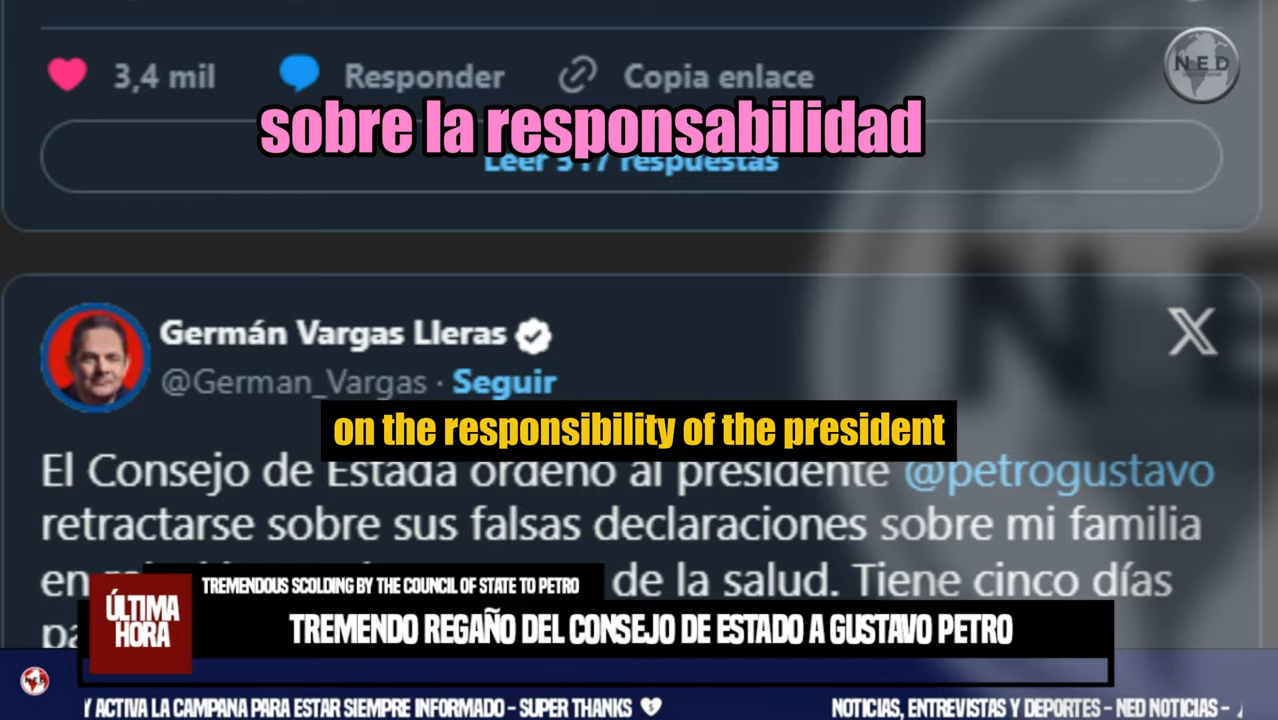 3,4 mil Responder Copia enlace
NED
sobre la responsabilidad
Leer 517 respuestas
Germán Vargas Lleras
@German_Vargas · Seguir
on the responsibility of the president
El Consejo de Estado ordenó al presidente @petrogustavo
retractarse sobre sus falsas declaraciones sobre mi familia
en de la salud. Tiene cinco días
TREMENDOUS SCOLDING BY THE COUNCIL OF STATE TO PETRO
ÚLTIMA
HORA
TREMENDO REGAÑO DEL CONSEJO DE ESTADO A GUSTAVO PETRO
Y ACTIVA LA CAMPANA PARA ESTAR SIEMPRE INFORMADO - SUPER THANKS NOTICIAS, ENTREVISTAS Y DEPORTES - NED NOTICIAS -